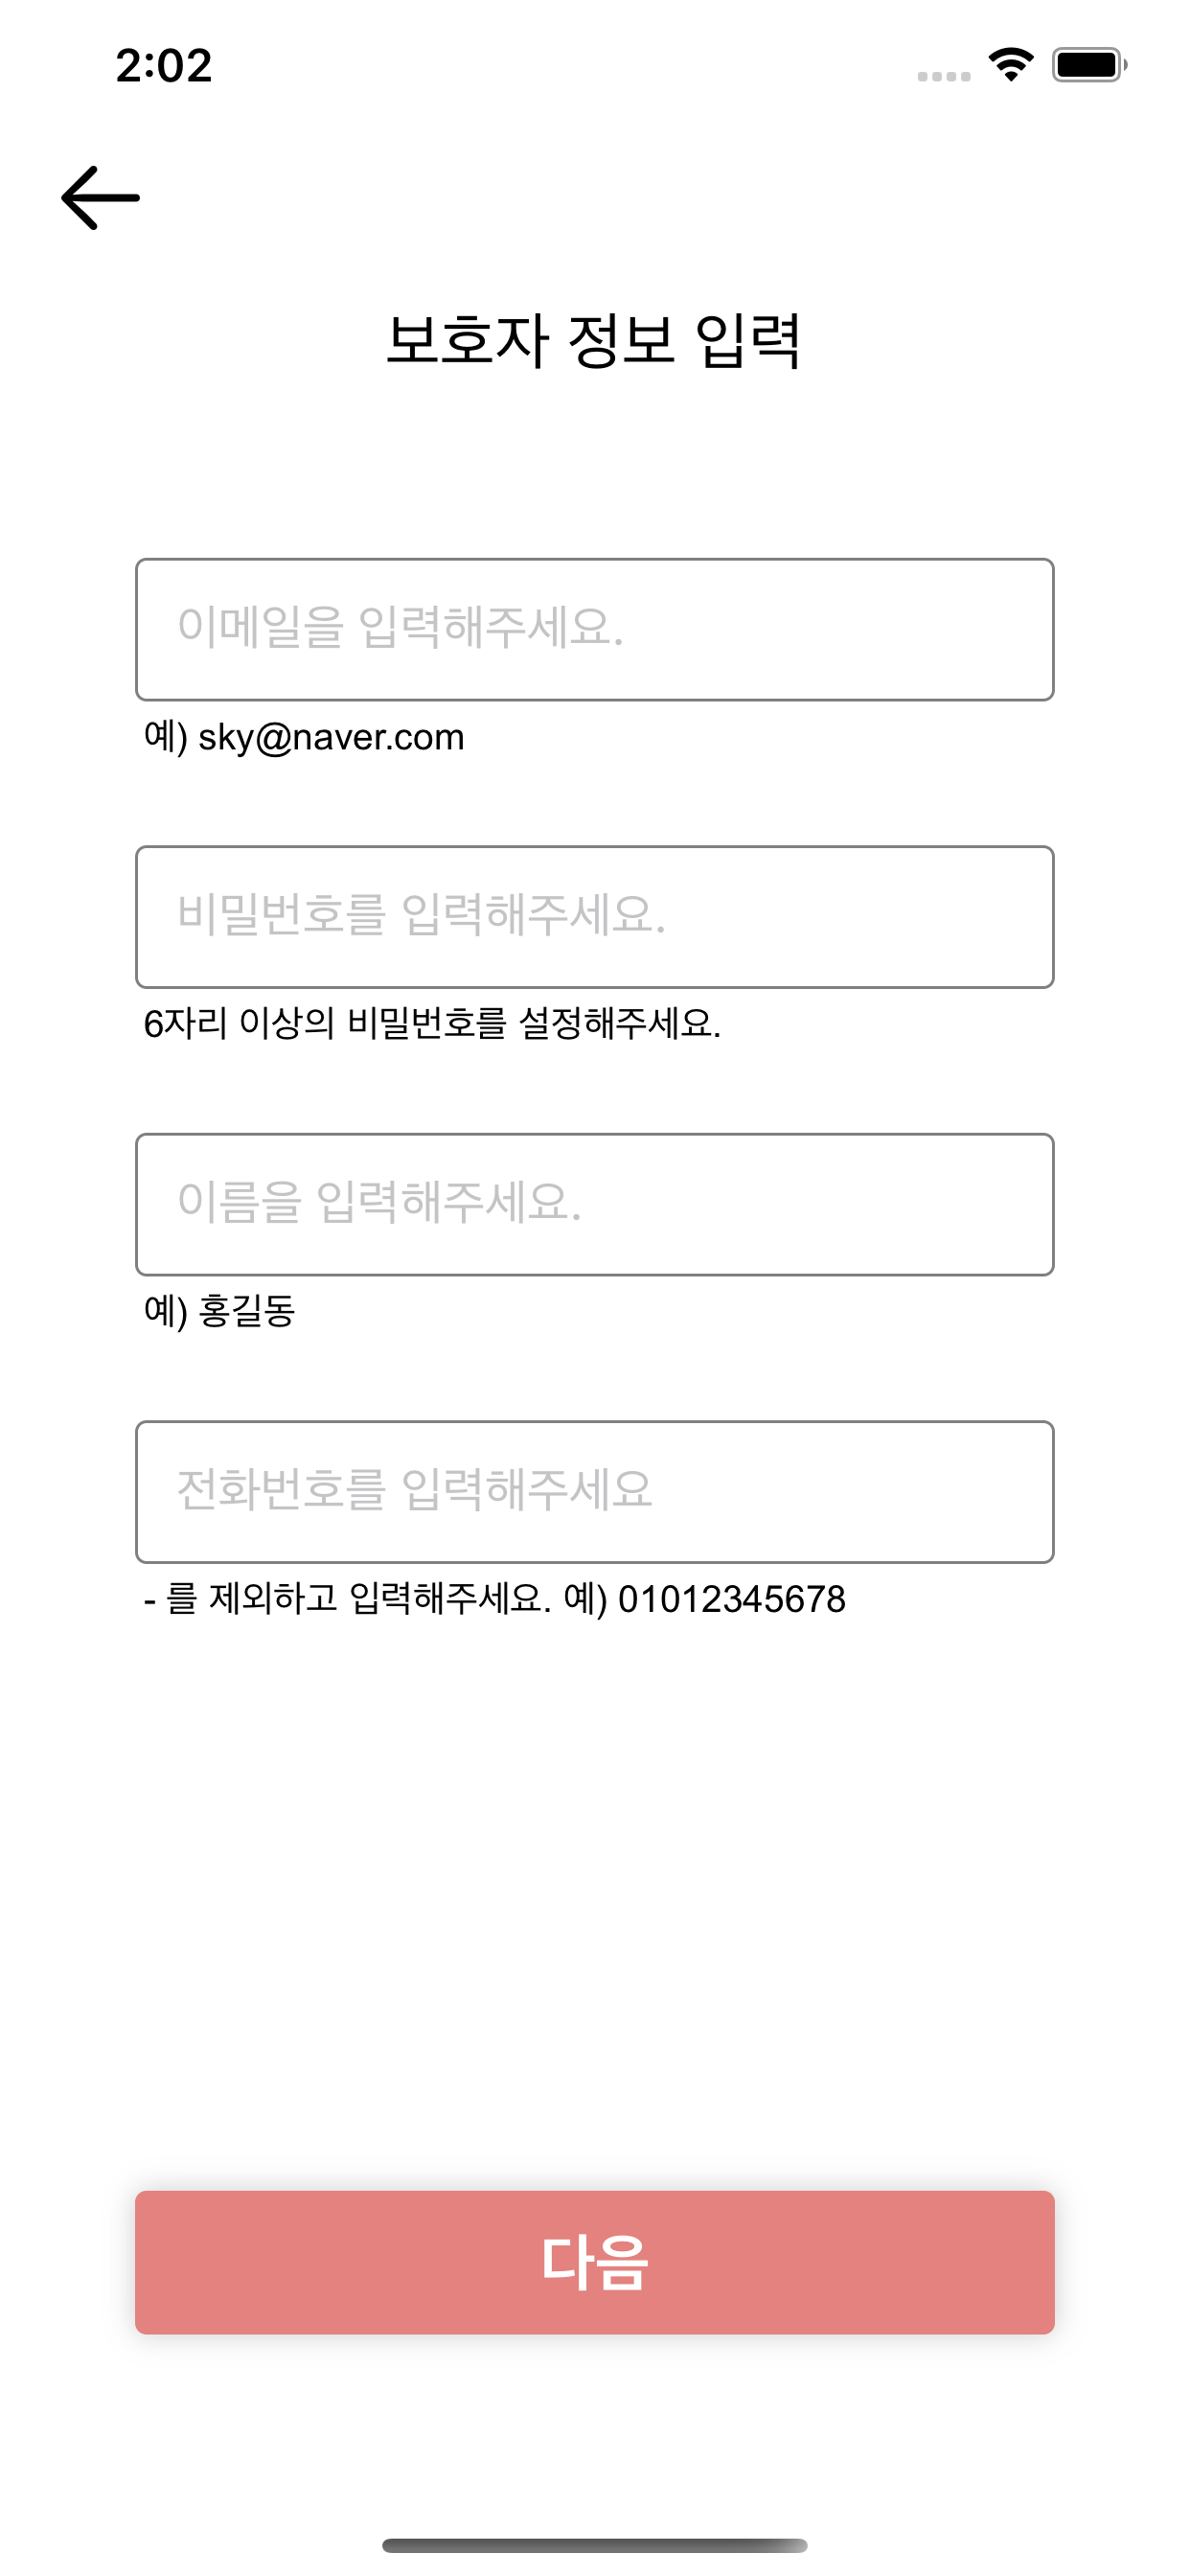 2:02
보호자 정보 입력
이메일을 입력해주세요.
예) sky@naver.com
비밀번호를 입력해주세요.
6자리 이상의 비밀번호를 설정해주세요.
이름을 입력해주세요.
예) 홍길동
전화번호를 입력해주세요
- 를 제외하고 입력해주세요. 예) 01012345678
다음